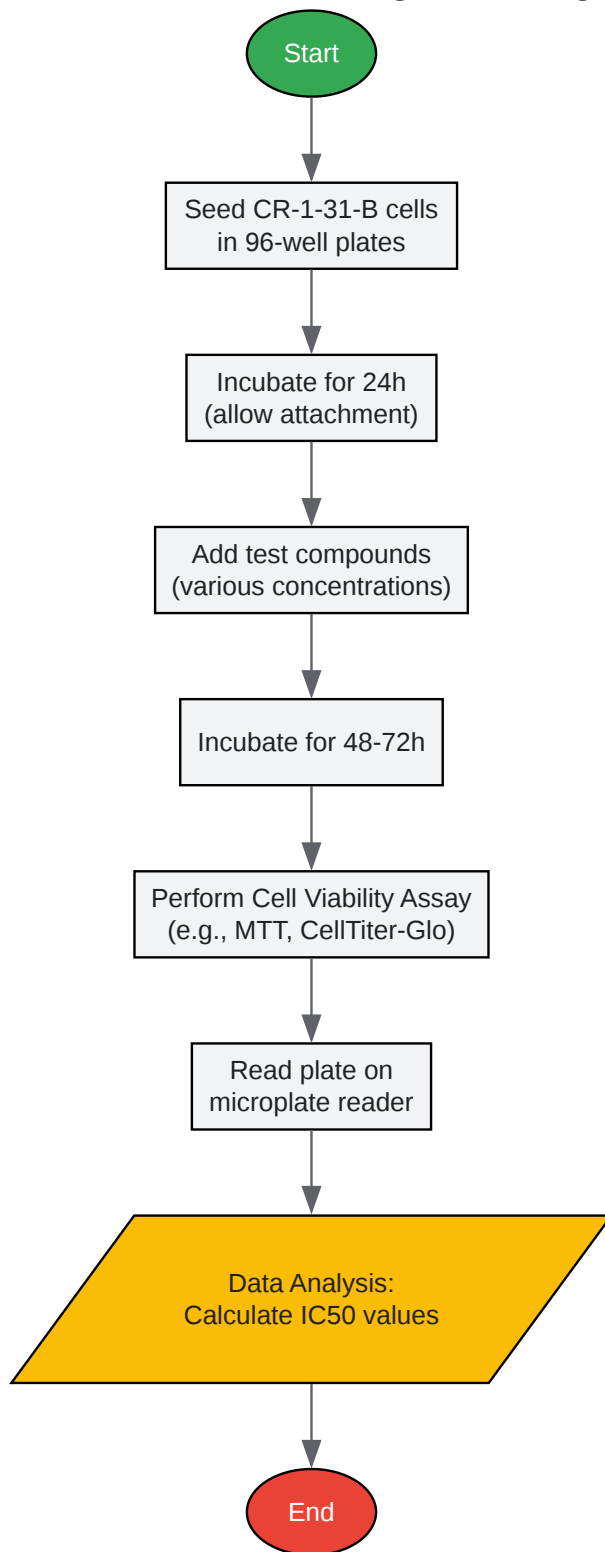 Start
Seed CR-1-31-B cells
in 96-well plates
Incubate for 24h
(allow attachment)
Add test compounds
(various concentrations)
Incubate for 48-72h
Perform Cell Viability Assay
(e.g., MTT, CellTiter-Glo)
Read plate on
microplate reader
Data Analysis:
Calculate IC50 values
End